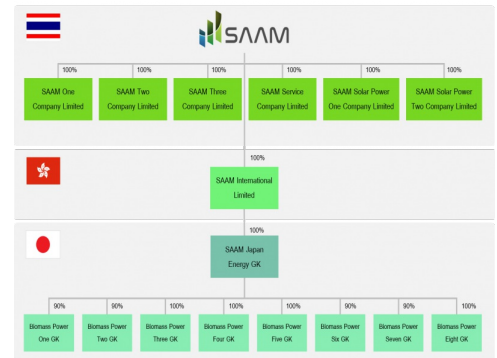 SAAM
100% 100% 100% 100% 100% 100%
SAAM One SAAM Two SAAM Three SAAM Service SAAM Solar Power SAAM Solar Power
Company Limited Company Limited Company Limited Company Limited One Company Limited Two Company Limited
100%
SAAM International
Limited
100%
SAAM Japan
Energy GK
90% 90% 100% 100% 100% 90% 90% 100%
Biomass Power Biomass Power Biomass Power Biomass Power Biomass Power Biomass Power Biomass Power Biomass Power
One GK Two GK Three GK Four GK Five GK Six GK Seven GK Eight GK